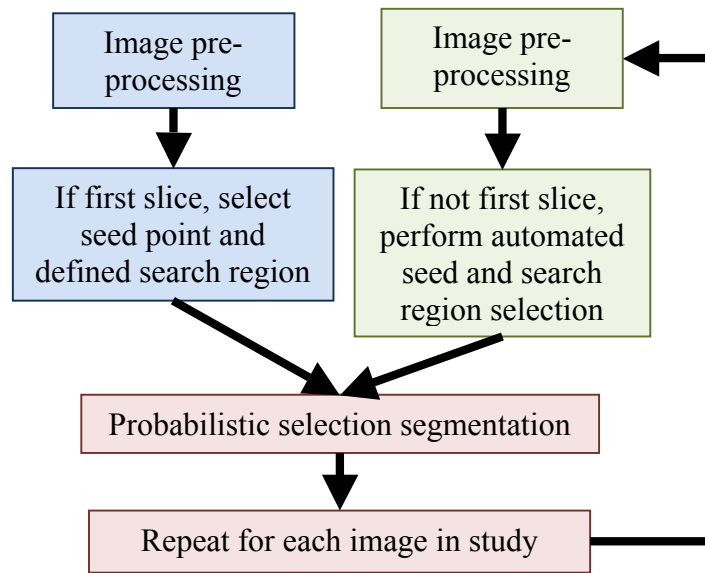 Image pre-
processing
If first slice, select
seed point and
defined search region
Image pre-
processing
If not first slice,
perform automated
seed and search
region selection
Probabilistic selection segmentation
Repeat for each image in study